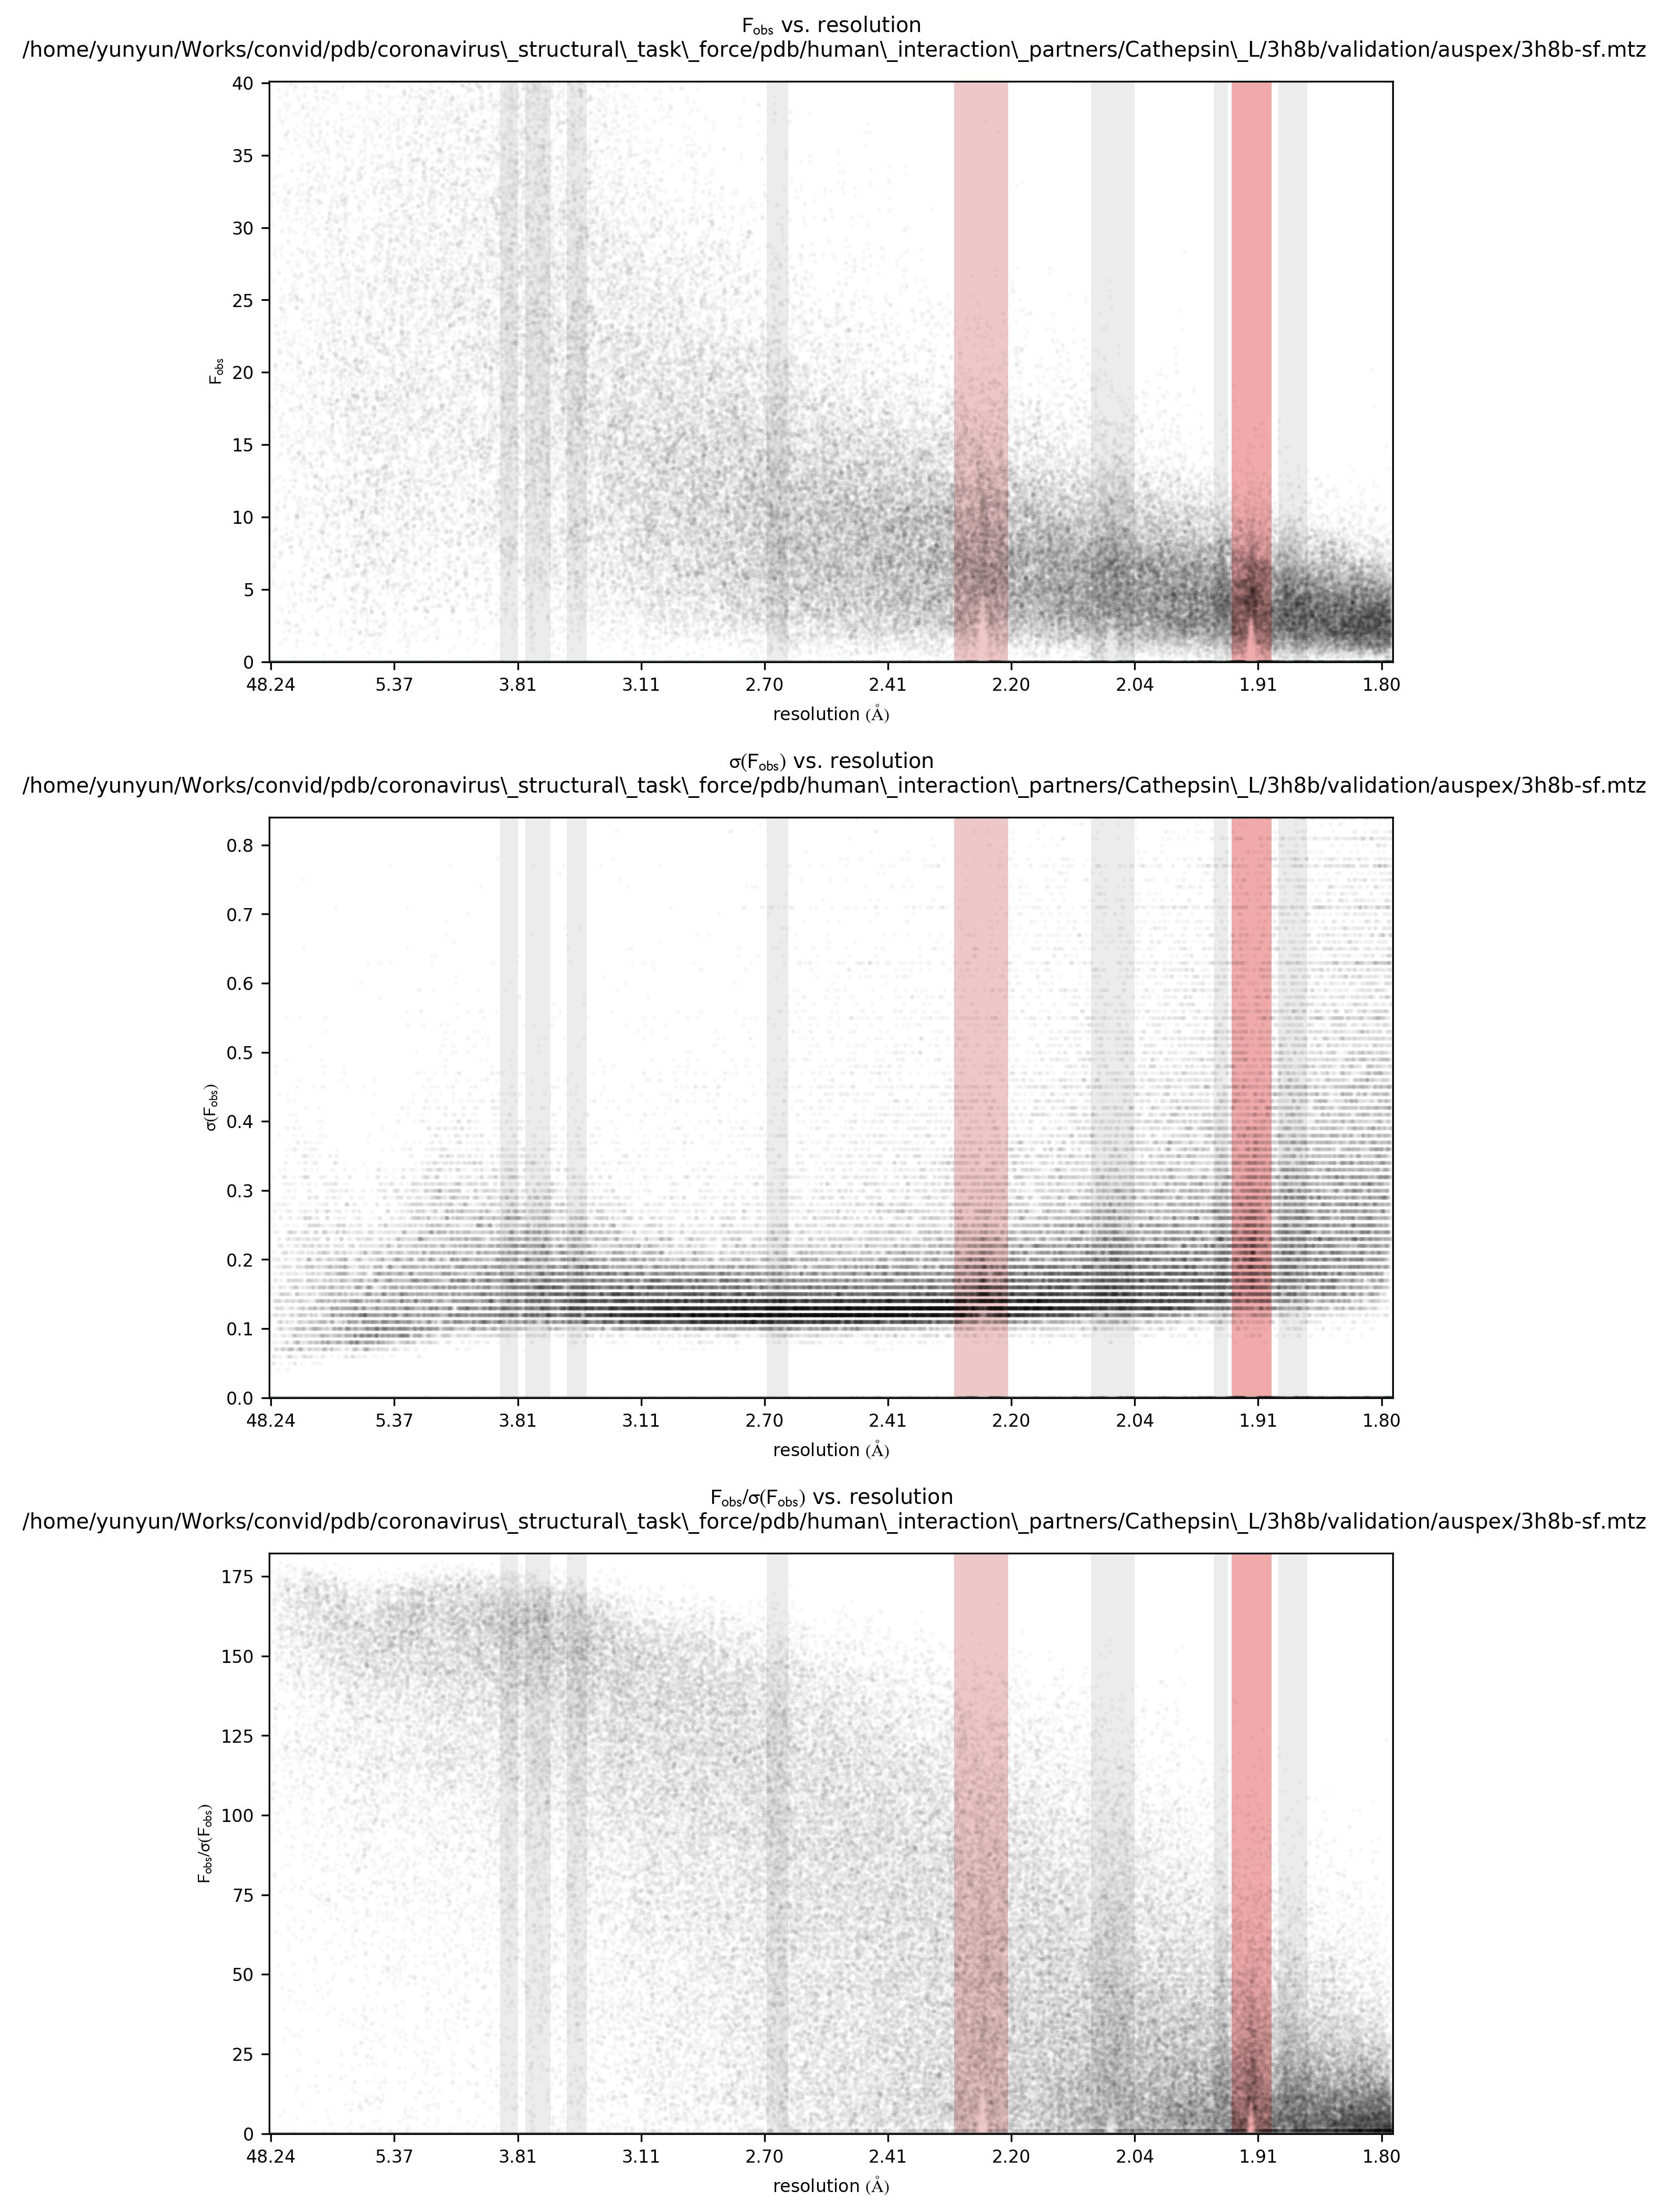 Fobs vs. resolution
/home/yunyun/Works/convid/pdb/coronavirus\_structural\_task\_force/pdb/human\_interaction\_partners/Cathepsin\_L/3h8b/validation/auspex/3h8b-sf.mtz
40
35
30
25
20
15
10
5
0
Fobs
48.24 5.37 3.81 3.11 2.70 2.41 2.20 2.04 1.91 1.80
resolution (Å)
σ(Fobs) vs. resolution
/home/yunyun/Works/convid/pdb/coronavirus\_structural\_task\_force/pdb/human\_interaction\_partners/Cathepsin\_L/3h8b/validation/auspex/3h8b-sf.mtz
0.8
0.7
0.6
0.5
0.4
0.3
0.2
0.1
0.0
σ(Fobs)
48.24 5.37 3.81 3.11 2.70 2.41 2.20 2.04 1.91 1.80
resolution (Å)
Fobs/σ(Fobs) vs. resolution
/home/yunyun/Works/convid/pdb/coronavirus\_structural\_task\_force/pdb/human\_interaction\_partners/Cathepsin\_L/3h8b/validation/auspex/3h8b-sf.mtz
175
150
125
100
75
50
25
0
Fobs/σ(Fobs)
48.24 5.37 3.81 3.11 2.70 2.41 2.20 2.04 1.91 1.80
resolution (Å)